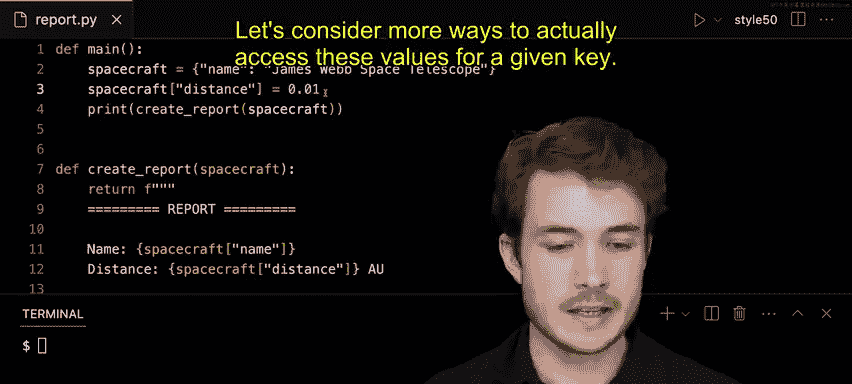 report.py
style50
Let's consider more ways to actually
access these values for a given key.
1 def main():
2 spacecraft = {"name": "James Webb Space Telescope"}
3 spacecraft["distance"] = 0.01
4 print(create_report(spacecraft))
5
6
7 def create_report(spacecraft):
8 return f"""
9 ========= REPORT =========
10
11 Name: {spacecraft["name"]}
12 Distance: {spacecraft["distance"]} AU
13
TERMINAL
$